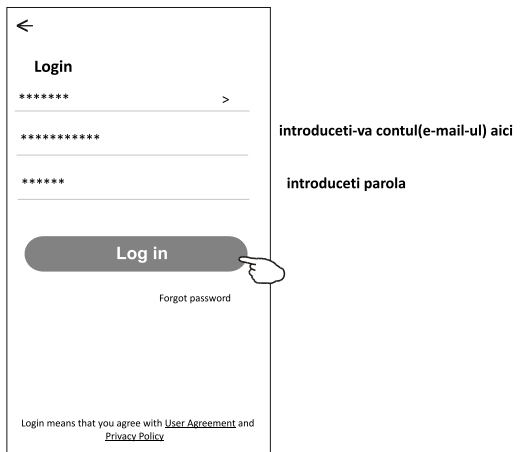 Login
******* >
***********
introduceti-va contul(e-mail-ul) aici
******
introduceti parola
Log in
Forgot password
Login means that you agree with User Agreement and
Privacy Policy